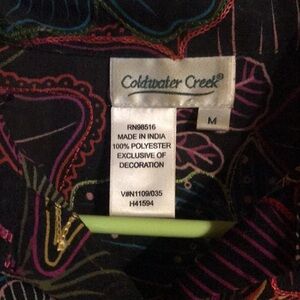 Coldwater Creek®
M
RN98516
MADE IN INDIA
100% POLYESTER
EXCLUSIVE OF
DECORATION
V#N1109/035
H41594